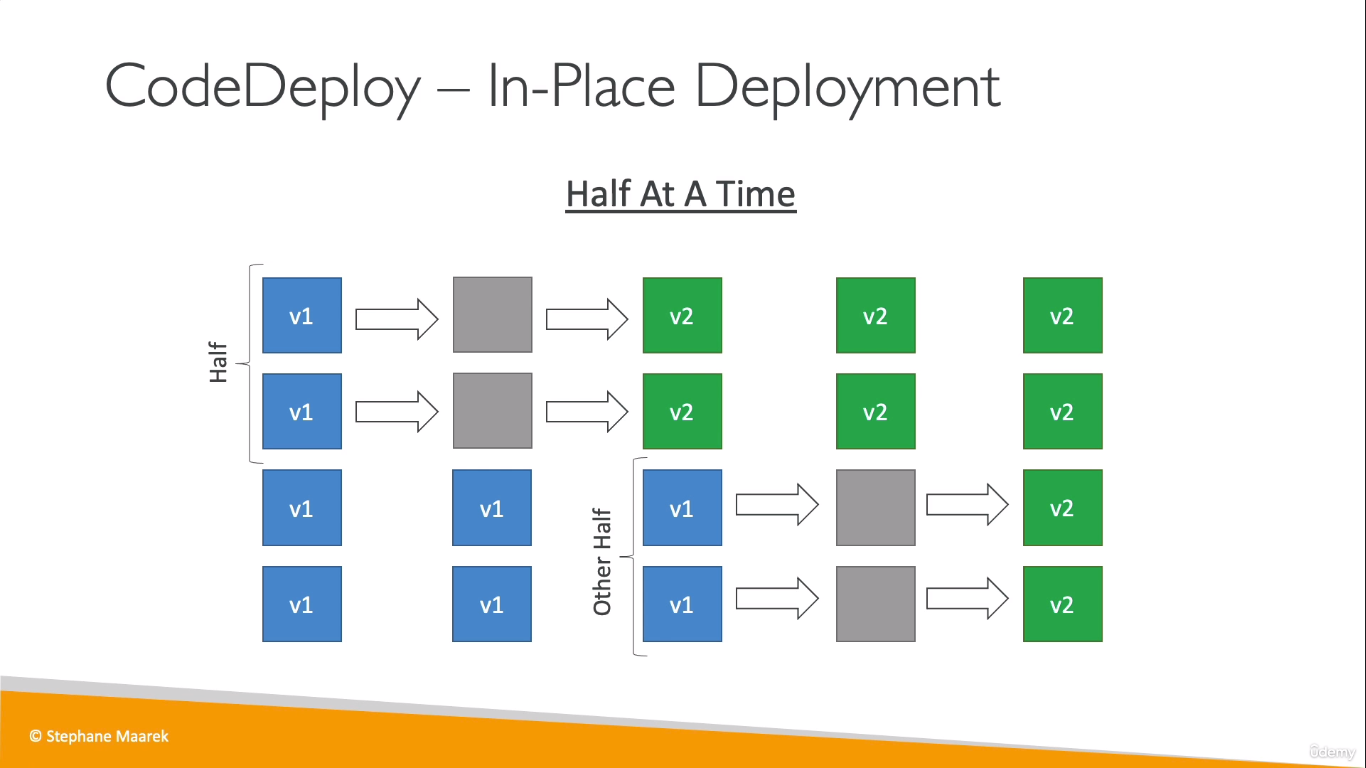 CodeDeploy – In-Place Deployment
Half At A Time
Half
v1
v2
v2
v2
v1
v2
v2
v2
v1
v1
Other Half
v1
v2
v1
v1
v1
v2
© Stephane Maarek
ûdemy